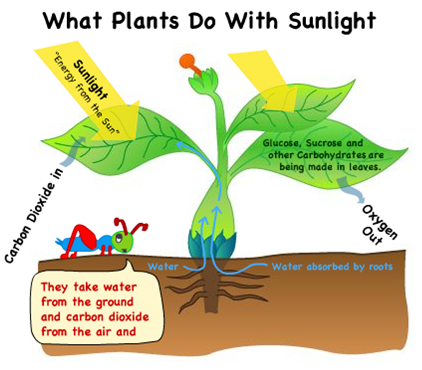 What Plants Do With Sunlight
Sunlight
"Energy from the Sun"
Glucose, Sucrose and
other Carbohydrates are
being made in leaves.
Carbon Dioxide in
Oxygen
Out
Water
Water absorbed by roots
They take water
from the ground
and carbon dioxide
from the air and